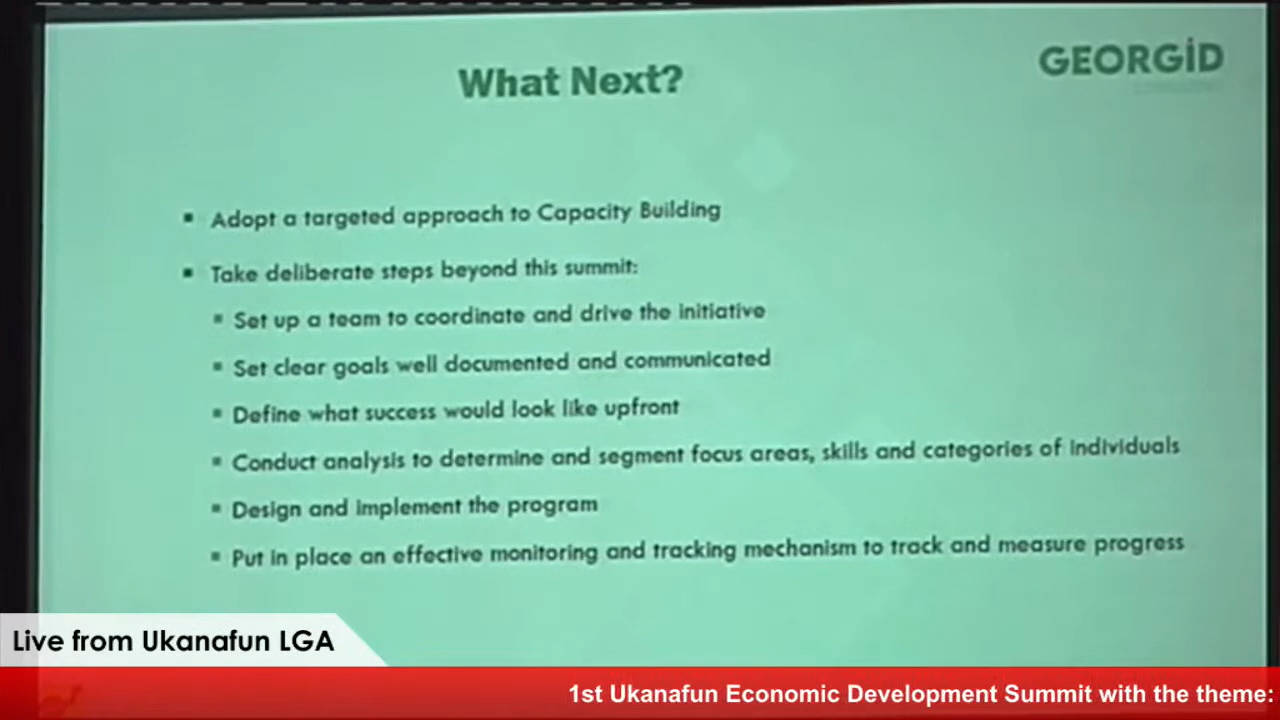 What Next?
GEORGiD
▪ Adopt a targeted approach to Capacity Building
▪ Take deliberate steps beyond this summit:
▪ Set up a team to coordinate and drive the initiative
▪ Set clear goals well documented and communicated
▪ Define what success would look like upfront
▪ Conduct analysis to determine and segment focus areas, skills and categories of individuals
▪ Design and implement the program
▪ Put in place an effective monitoring and tracking mechanism to track and measure progress
Live from Ukanafun LGA
1st Ukanafun Economic Development Summit with the theme: